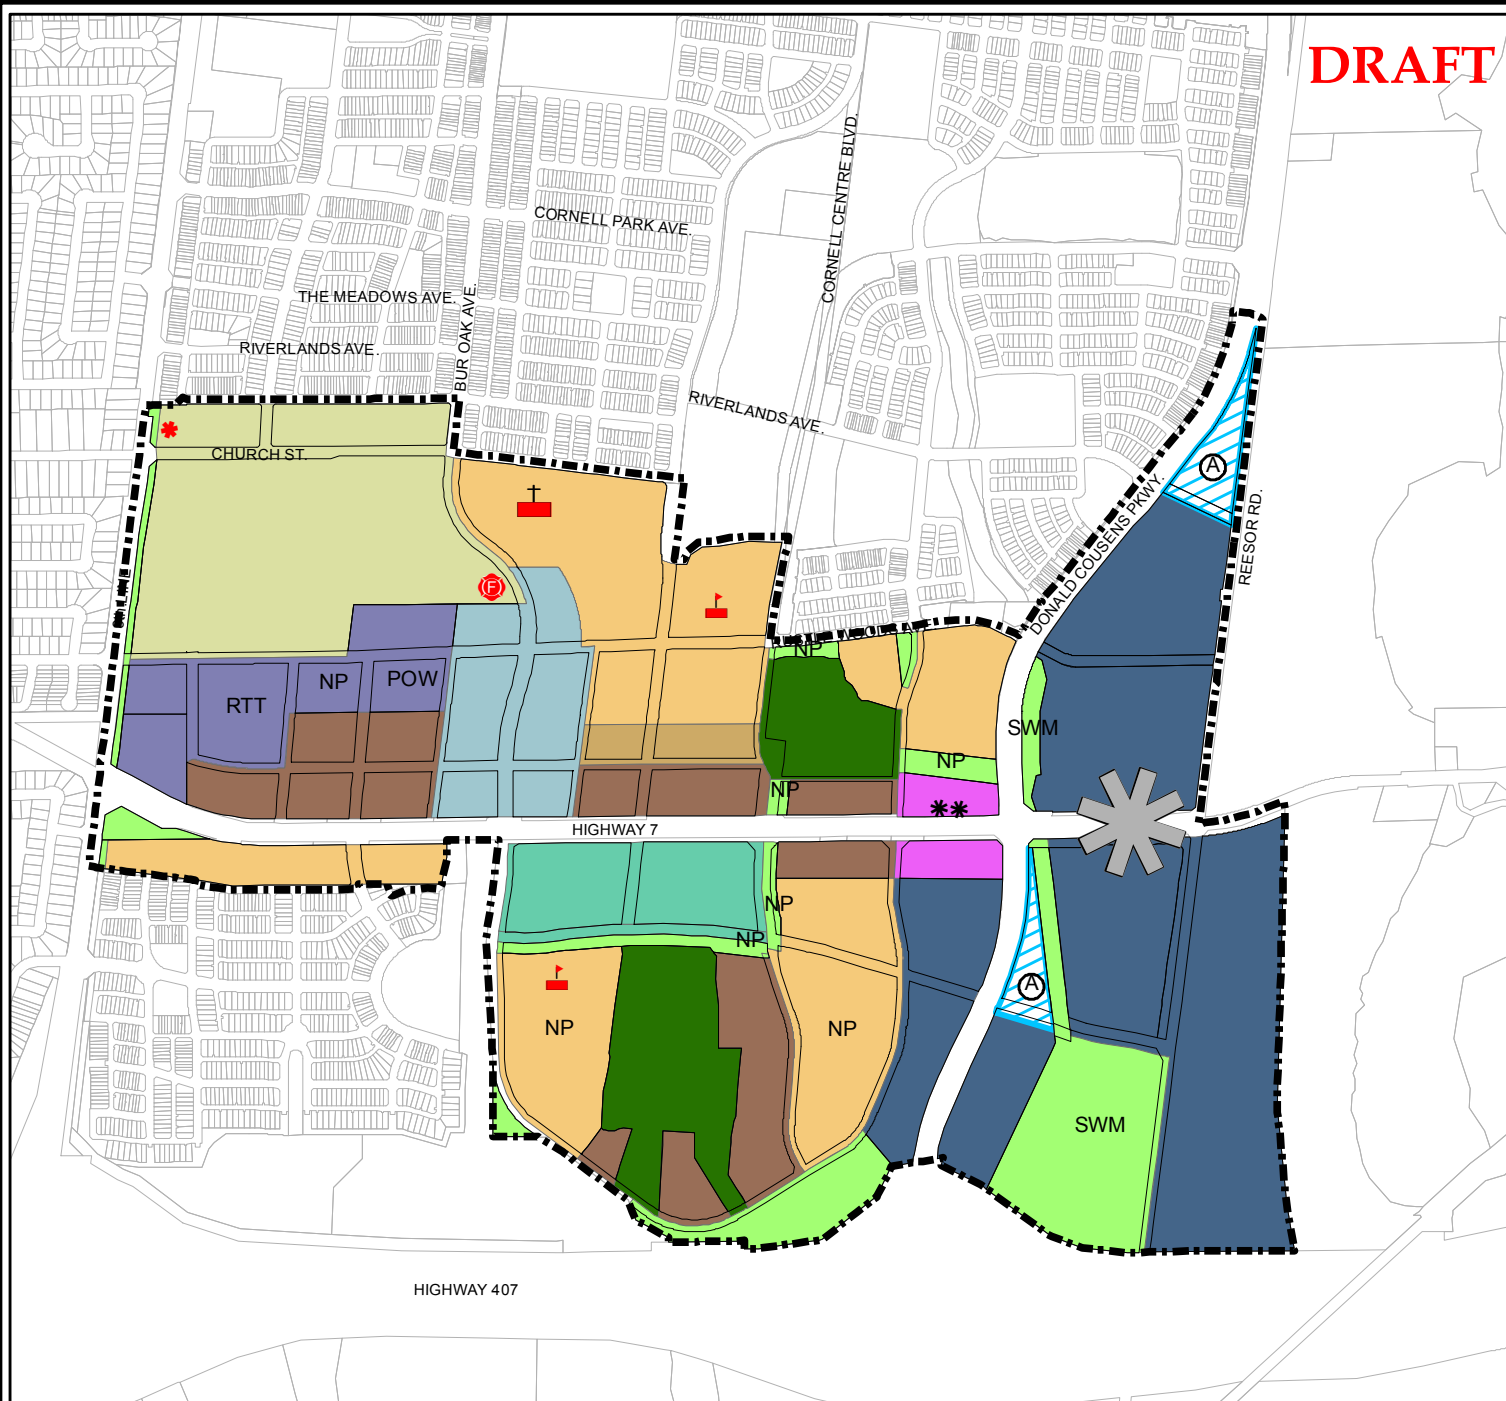 DRAFT
CORNELL CENTRE BLVD.
CORNELL PARK AVE.
THE MEADOWS AVE.
BUR OAK AVE.
RIVERLANDS AVE.
RIVERLANDS AVE.
CHURCH ST.
A
DONALD COUSENS PKWY.
REESOR RD.
F
NP
RTT
NP
POW
SWM
NP
NP
HIGHWAY 7
NP
NP
A
NP
NP
SWM
HIGHWAY 407